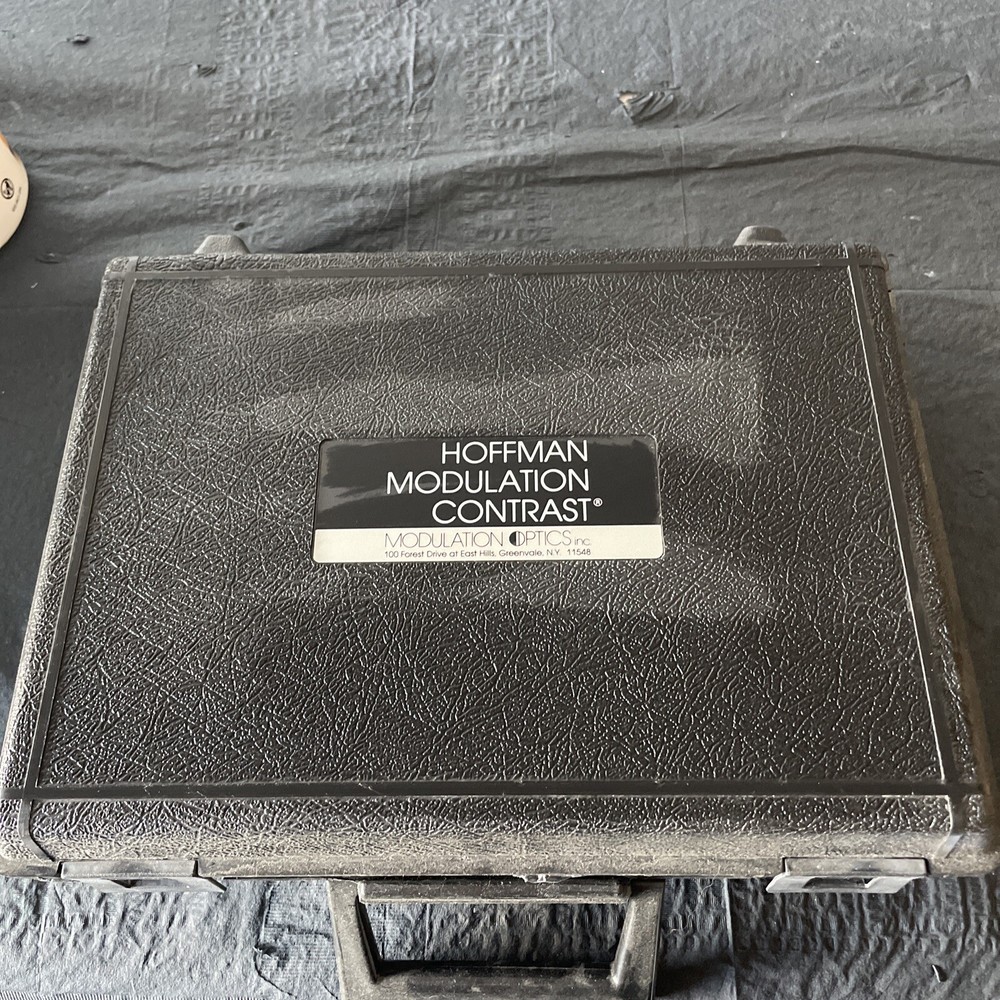 HOFFMAN
MODULATION
CONTRAST®
MODULATION OPTICS inc.
100 Forest Drive at East Hills, Greenvale, N.Y. 11548